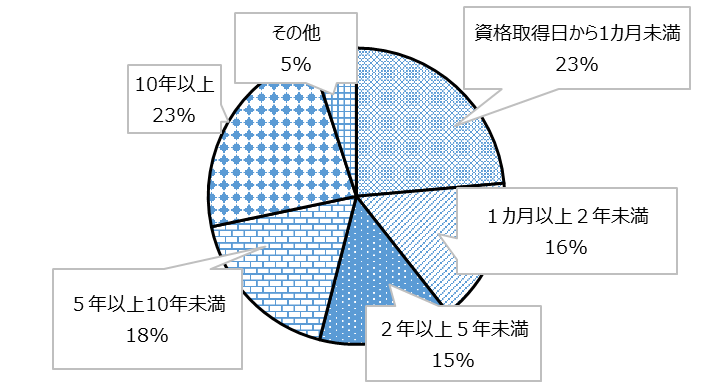 資格取得日から1カ月未満
23%
１カ月以上２年未満
16%
２年以上５年未満
15%
５年以上10年未満
18%
10年以上
23%
その他
5%